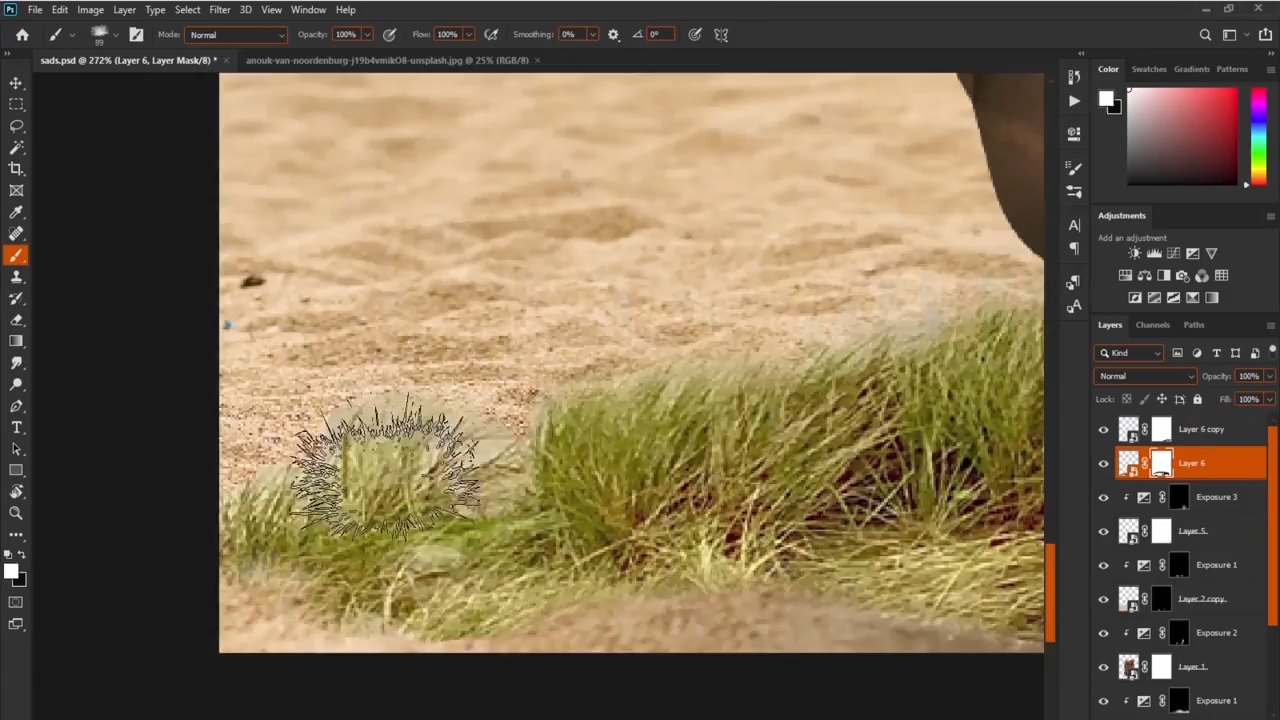 Ps File Edit Image Layer Type Select Filter 3D View Window Help
89 Mode: Normal Opacity: 100% Flow: 100% Smoothing: 0% 0°
sads.psd @ 272% (Layer 6, Layer Mask/8) * × anouk-van-noordenburg-j19b4vmikO8-unsplash.jpg @ 25% (RGB/8) ×
Color Swatches Gradients Patterns
Adjustments
Add an adjustment
Layers Channels Paths
Kind
Normal Opacity: 100%
Lock: Fill: 100%
Layer 6 copy
Layer 6
Exposure 3
Layer 5
Exposure 1
Layer 2 copy
Exposure 2
Layer 1
Exposure 1